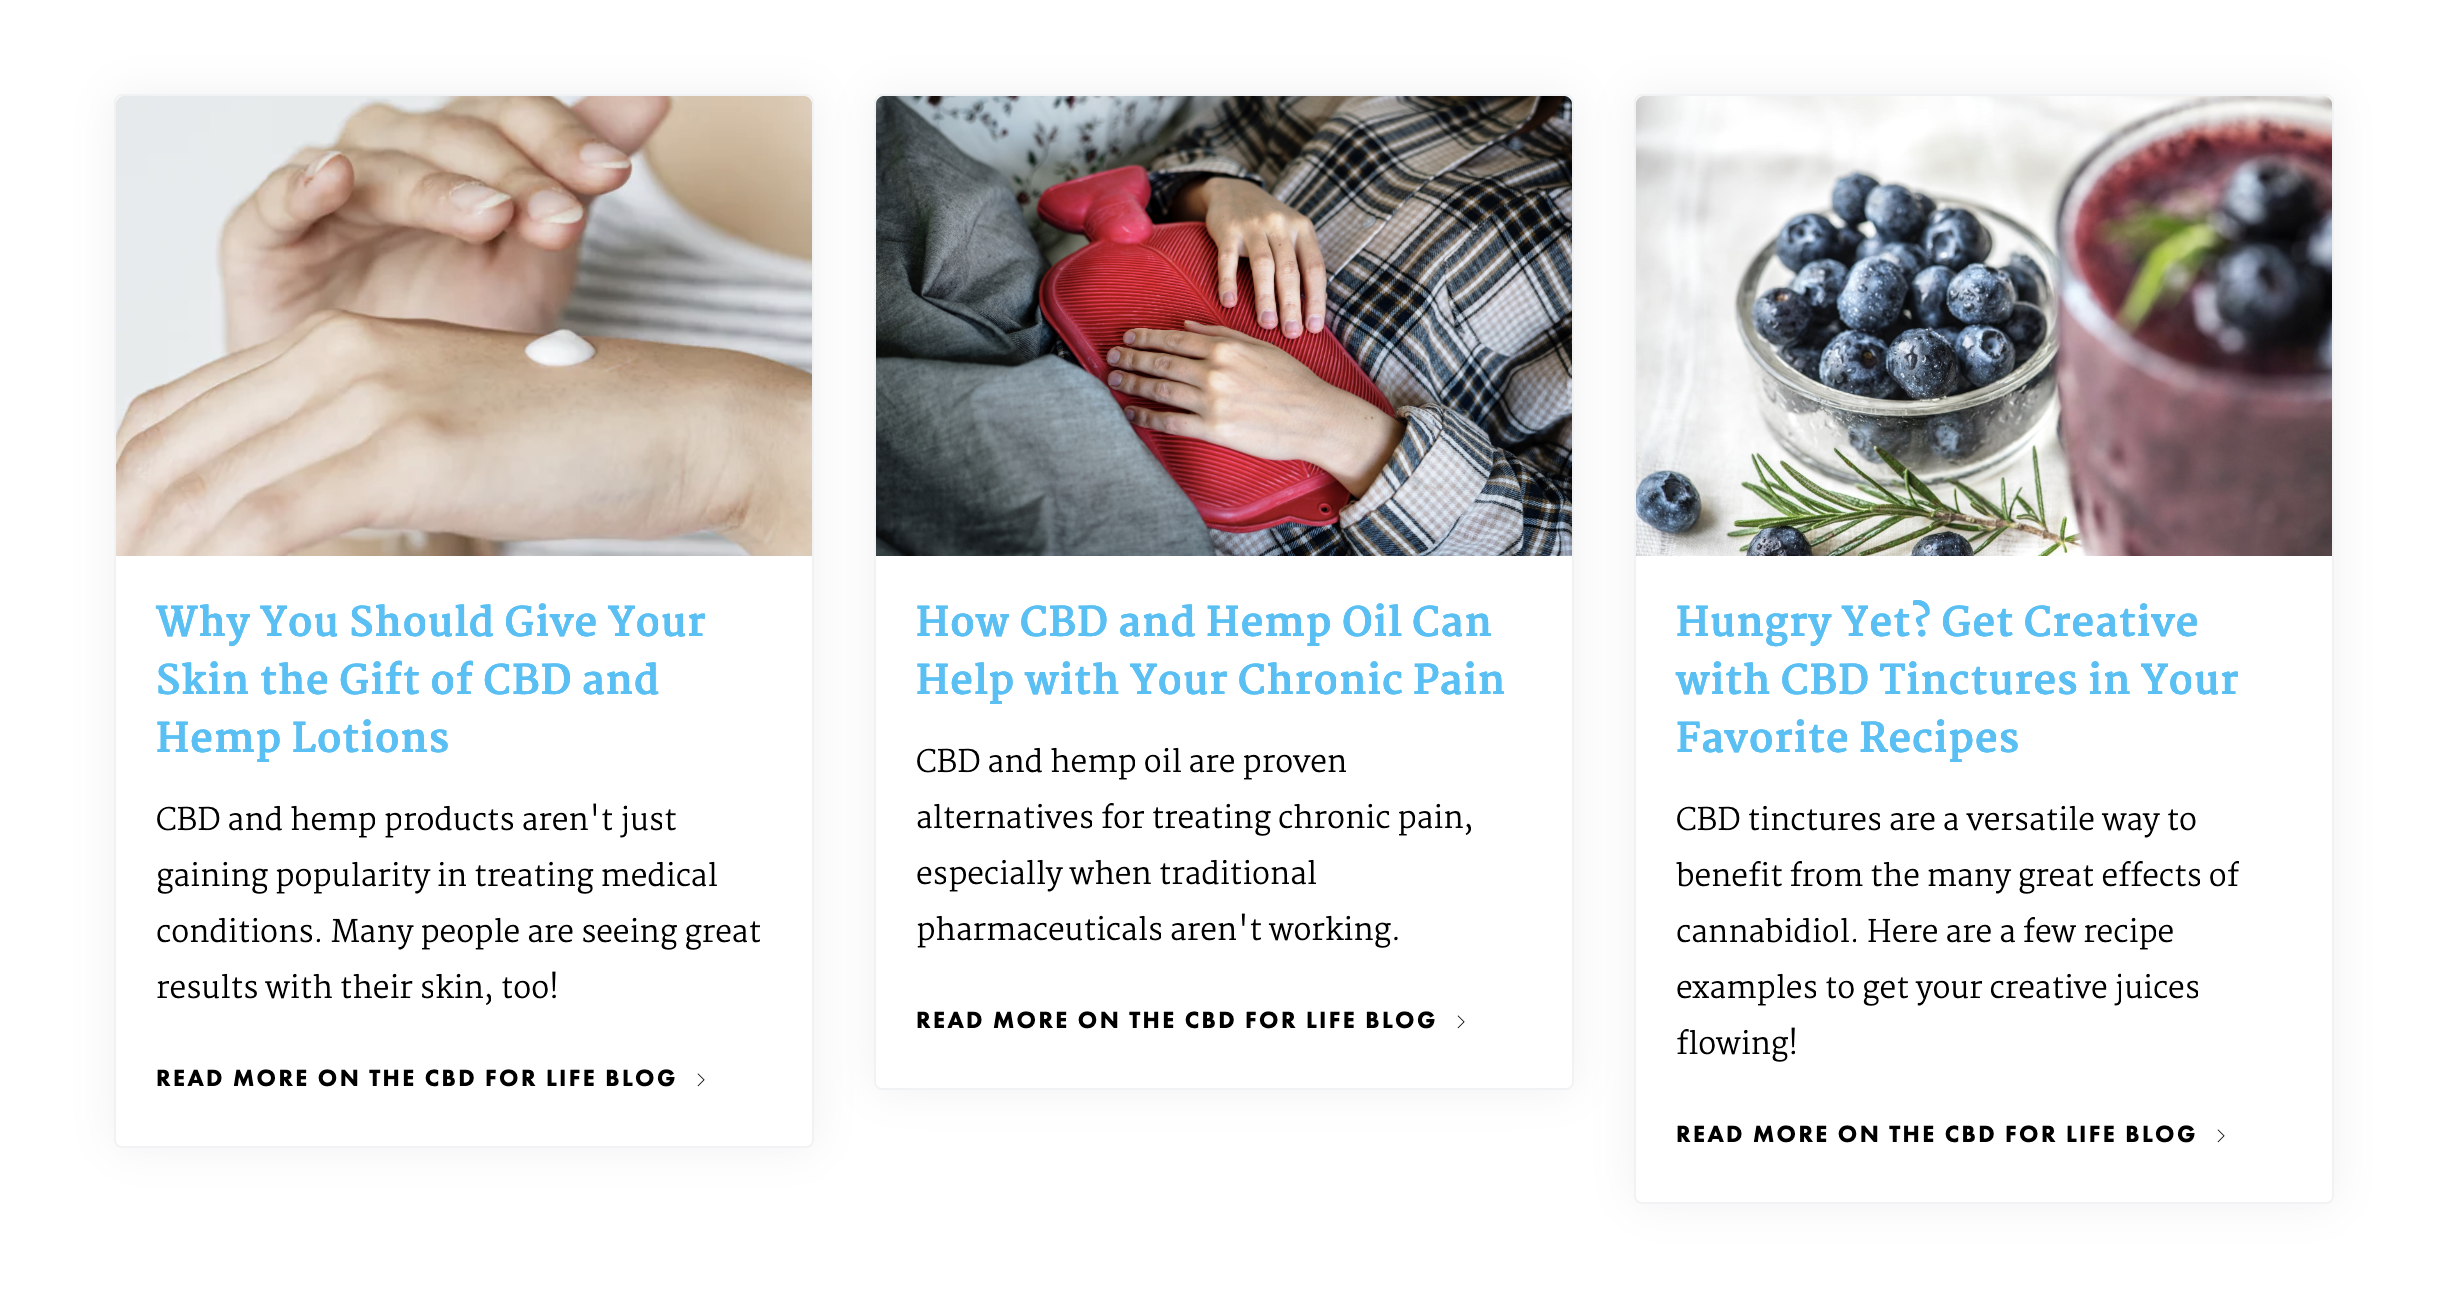 Why You Should Give Your
Skin the Gift of CBD and
Hemp Lotions
CBD and hemp products aren't just
gaining popularity in treating medical
conditions. Many people are seeing great
results with their skin, too!
READ MORE ON THE CBD FOR LIFE BLOG
How CBD and Hemp Oil Can
Help with Your Chronic Pain
CBD and hemp oil are proven
alternatives for treating chronic pain,
especially when traditional
pharmaceuticals aren't working.
READ MORE ON THE CBD FOR LIFE BLOG
Hungry Yet? Get Creative
with CBD Tinctures in Your
Favorite Recipes
CBD tinctures are a versatile way to
benefit from the many great effects of
cannabidiol. Here are a few recipe
examples to get your creative juices
flowing!
READ MORE ON THE CBD FOR LIFE BLOG